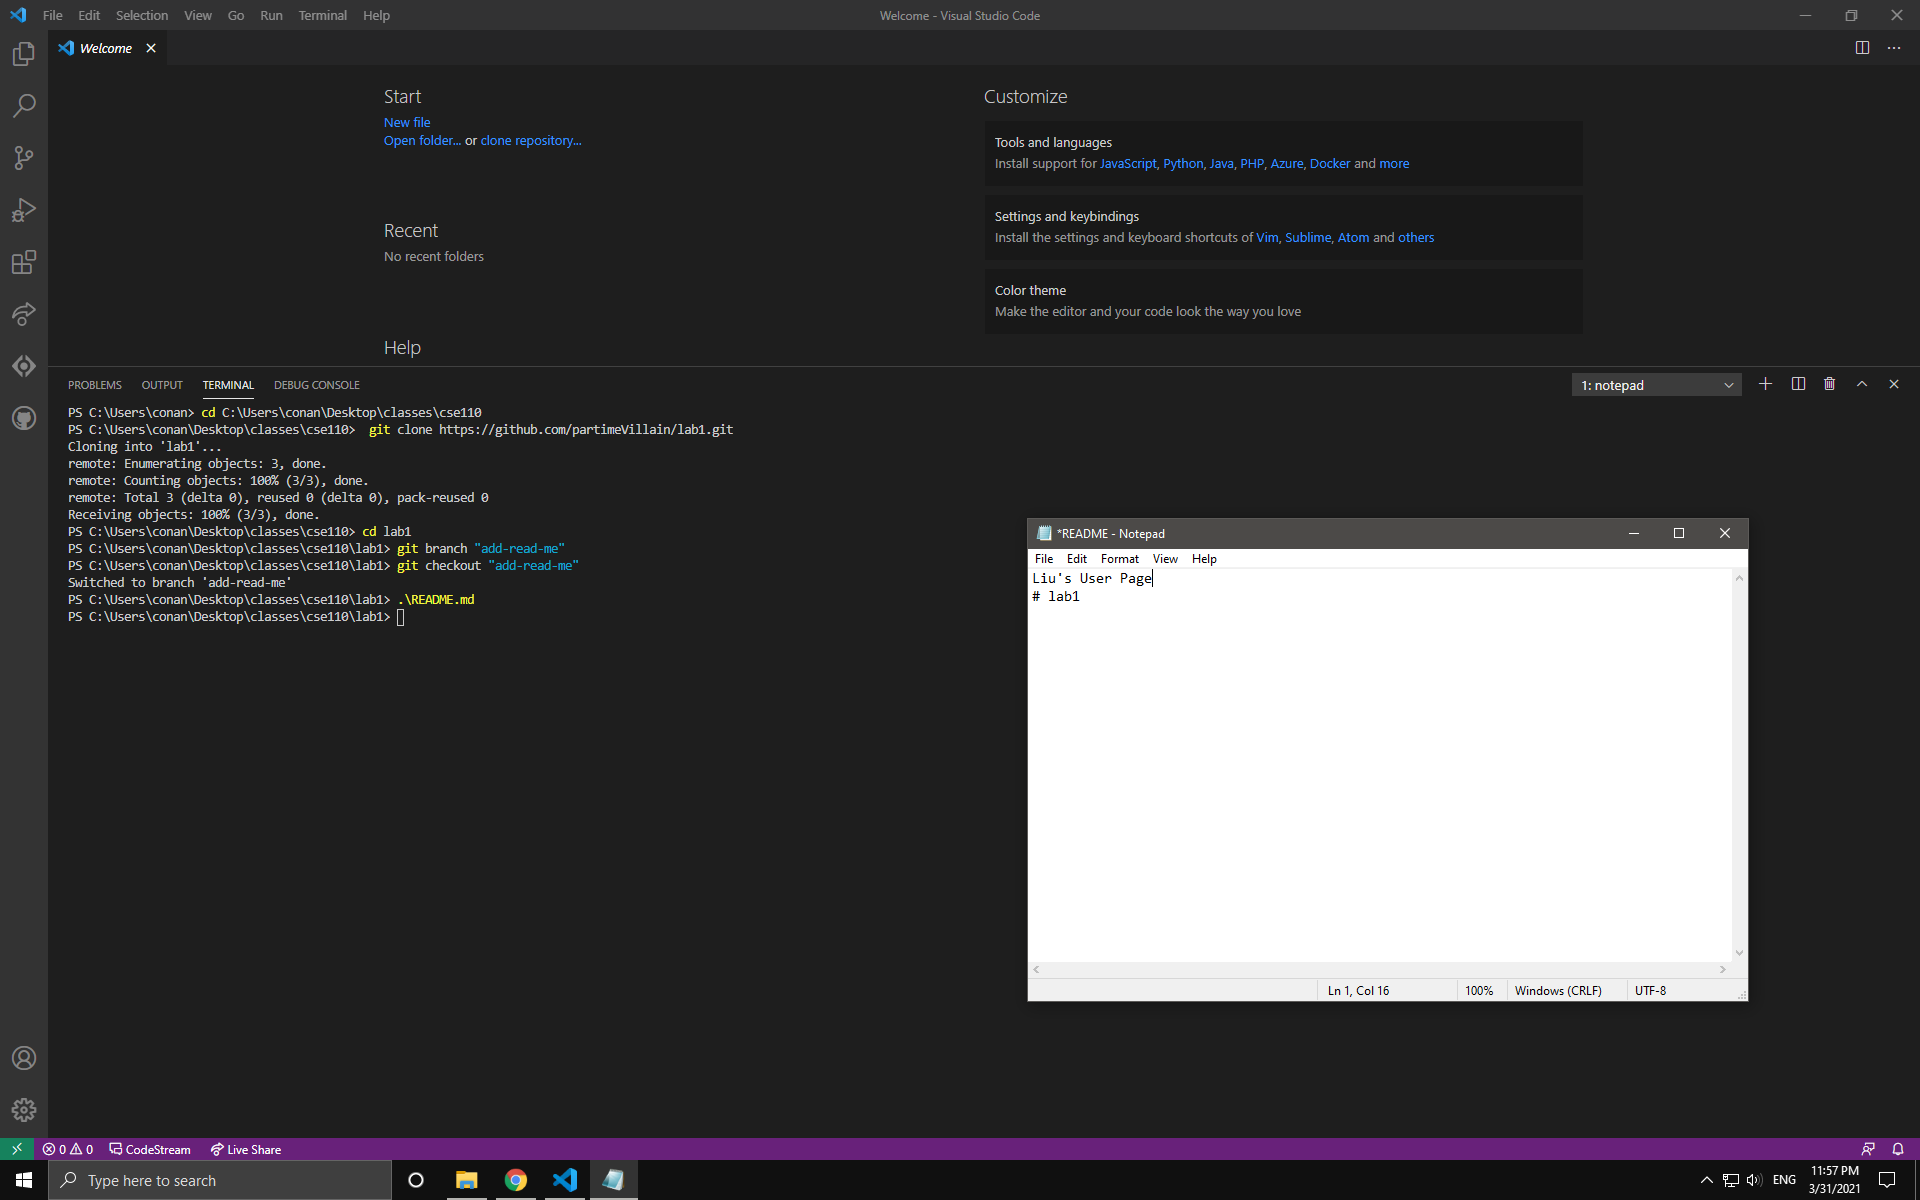 File Edit Selection View Go Run Terminal Help
Welcome - Visual Studio Code
Welcome
Start
New file
Open folder... or clone repository...
Recent
No recent folders
Help
Customize
Tools and languages
Install support for JavaScript, Python, Java, PHP, Azure, Docker and more
Settings and keybindings
Install the settings and keyboard shortcuts of Vim, Sublime, Atom and others
Color theme
Make the editor and your code look the way you love
PROBLEMS OUTPUT TERMINAL DEBUG CONSOLE
1: notepad
PS C:\Users\conan> cd C:\Users\conan\Desktop\classes\cse110
PS C:\Users\conan\Desktop\classes\cse110>  git clone https://github.com/partimeVillain/lab1.git
Cloning into 'lab1'...
remote: Enumerating objects: 3, done.
remote: Counting objects: 100% (3/3), done.
remote: Total 3 (delta 0), reused 0 (delta 0), pack-reused 0
Receiving objects: 100% (3/3), done.
PS C:\Users\conan\Desktop\classes\cse110> cd lab1
PS C:\Users\conan\Desktop\classes\cse110\lab1> git branch "add-read-me"
PS C:\Users\conan\Desktop\classes\cse110\lab1> git checkout "add-read-me"
Switched to branch 'add-read-me'
PS C:\Users\conan\Desktop\classes\cse110\lab1> .\README.md
PS C:\Users\conan\Desktop\classes\cse110\lab1>
*README - Notepad
File Edit Format View Help
Liu's User Page
# lab1
Ln 1, Col 16 100% Windows (CRLF) UTF-8
0 0 CodeStream Live Share
Type here to search
ENG
11:57 PM
3/31/2021